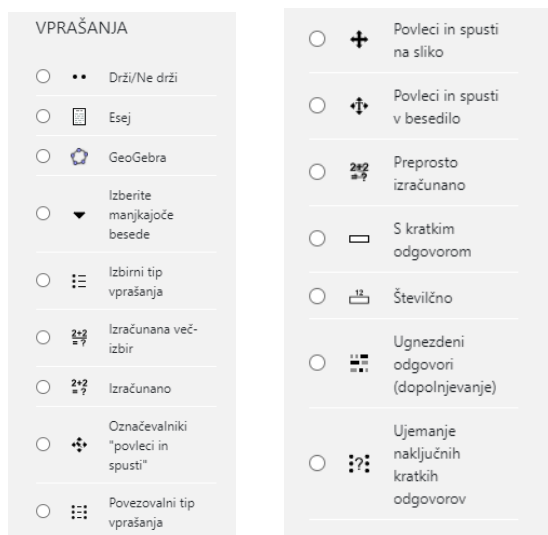 VPRAŠANJA
Drži/Ne drži
Esej
GeoGebra
Izberite
manjkajoče
besede
Izbirni tip
vprašanja
2+2
= ?
Izračunana več-
izbir
2+2
= ?
Izračunano
Označevalniki
"povleci in
spusti"
Povezovalni tip
vprašanja
Povleci in spusti
na sliko
Povleci in spusti
v besedilo
2+2
= ?
Preprosto
izračunano
S kratkim
odgovorom
12
Številčno
Ugnezdeni
odgovori
(dopolnjevanje)
?
Ujemanje
naključnih
kratkih
odgovorov